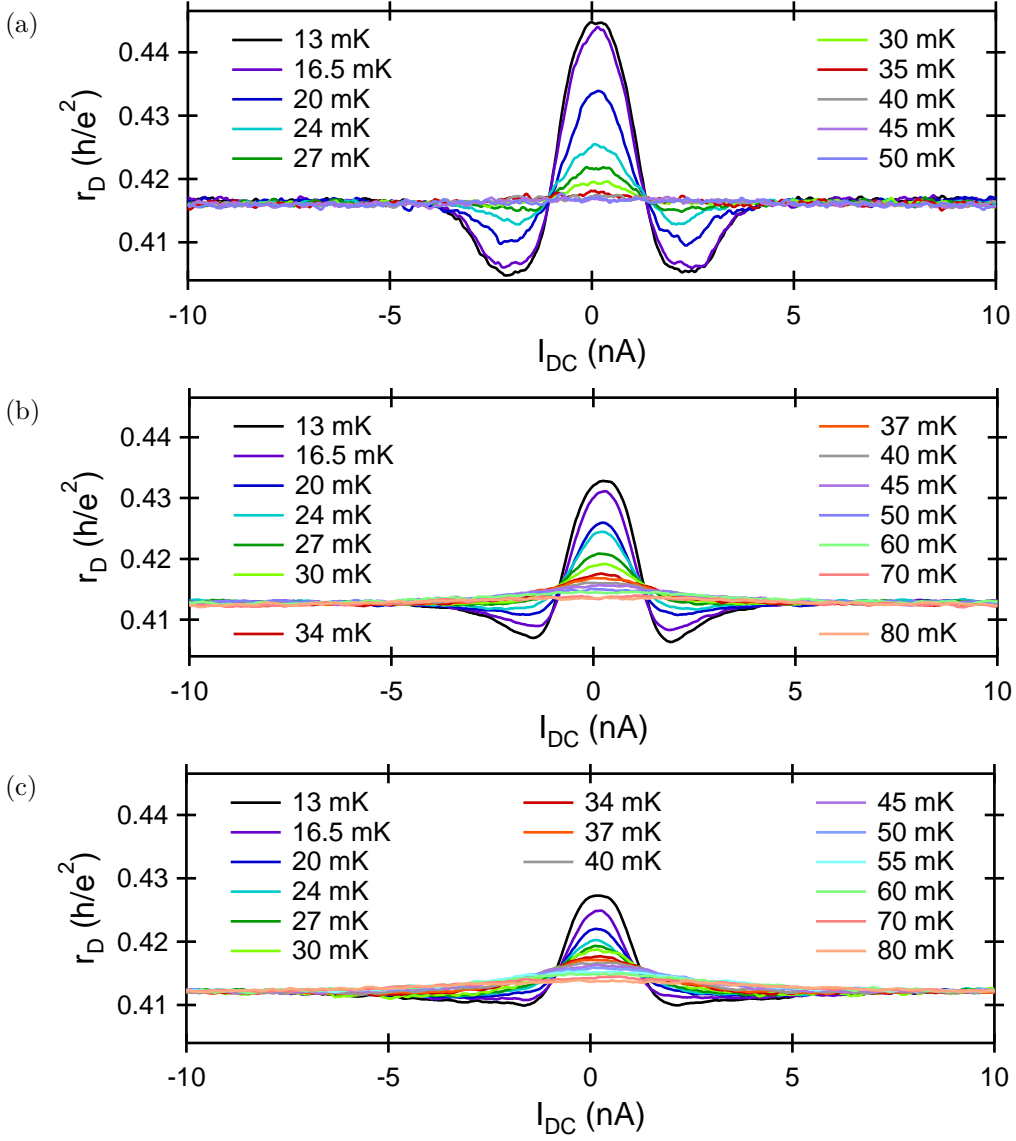 (a)
0.44
0.43
0.42
0.41
r_D (h/e^2)
13 mK
16.5 mK
20 mK
24 mK
27 mK
30 mK
35 mK
40 mK
45 mK
50 mK
-10 -5 0 5 10
I_DC (nA)
(b)
0.44
0.43
0.42
0.41
r_D (h/e^2)
13 mK
16.5 mK
20 mK
24 mK
27 mK
30 mK
34 mK
37 mK
40 mK
45 mK
50 mK
60 mK
70 mK
80 mK
-10 -5 0 5 10
I_DC (nA)
(c)
0.44
0.43
0.42
0.41
r_D (h/e^2)
13 mK
16.5 mK
20 mK
24 mK
27 mK
30 mK
34 mK
37 mK
40 mK
45 mK
50 mK
55 mK
60 mK
70 mK
80 mK
-10 -5 0 5 10
I_DC (nA)